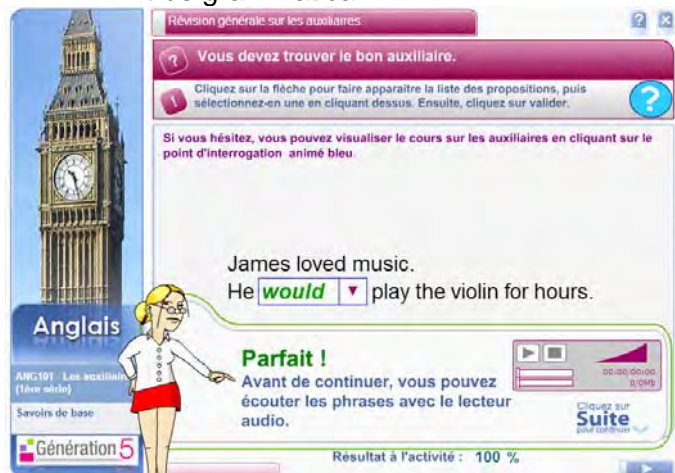 Révision générale sur les auxiliaires
?
x
? Vous devez trouver le bon auxiliaire.
! Cliquez sur la flèche pour faire apparaître la liste des propositions, puis
sélectionnez-en une en cliquant dessus. Ensuite, cliquez sur valider.
?
Si vous hésitez, vous pouvez visualiser le cours sur les auxiliaires en cliquant sur le
point d'interrogation animé bleu
James loved music.
He would play the violin for hours.
Anglais
ANG101 Les auxiliaires
(1ère série)
Savoirs de base
Génération 5
Parfait !
Avant de continuer, vous pouvez
écouter les phrases avec le lecteur
audio.
00:00/00:00
0/0Mb
Cliquez sur
Suite
pour continuer
Résultat à l'activité : 100 %